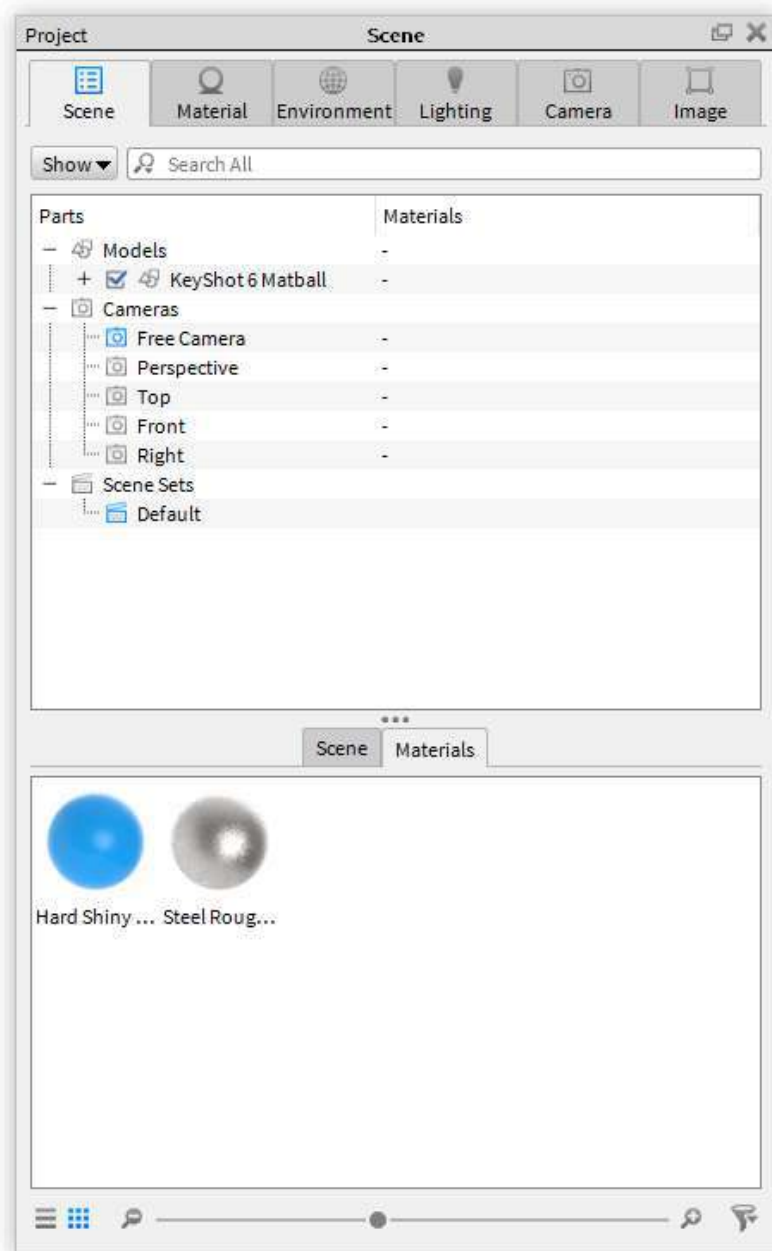 Project Scene
Scene Material Environment Lighting Camera Image
Show Search All
Parts Materials
Models -
KeyShot 6 Matball -
Cameras
Free Camera -
Perspective -
Top -
Front -
Right -
Scene Sets
Default
Scene Materials
Hard Shiny ... Steel Roug...